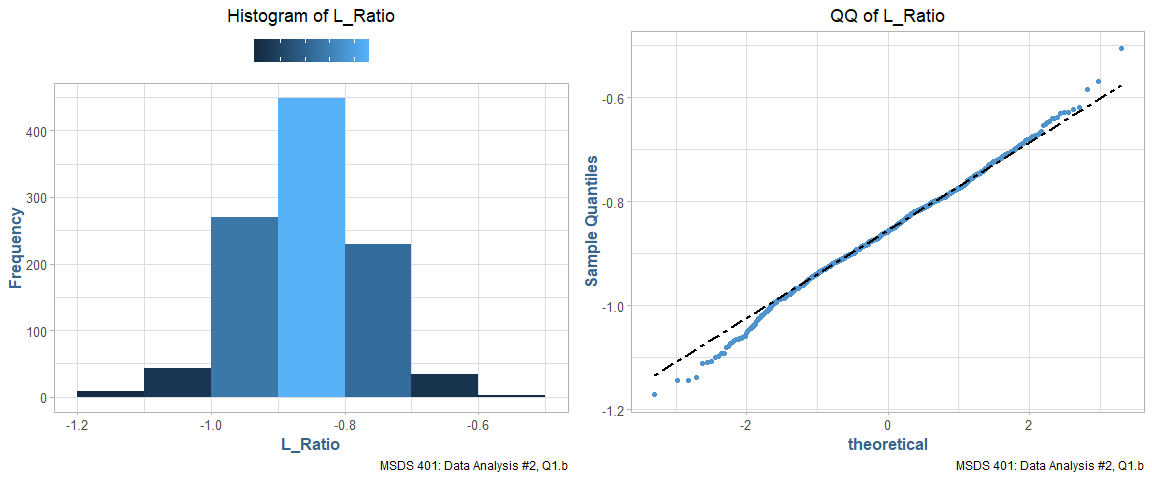 Histogram of L_Ratio
Frequency
400
300
200
100
0
-1.2
-1.0
-0.8
-0.6
L_Ratio
MSDS 401: Data Analysis #2, Q1.b
QQ of L_Ratio
Sample Quantiles
-0.6
-0.8
-1.0
-1.2
-2
0
2
theoretical
MSDS 401: Data Analysis #2, Q1.b